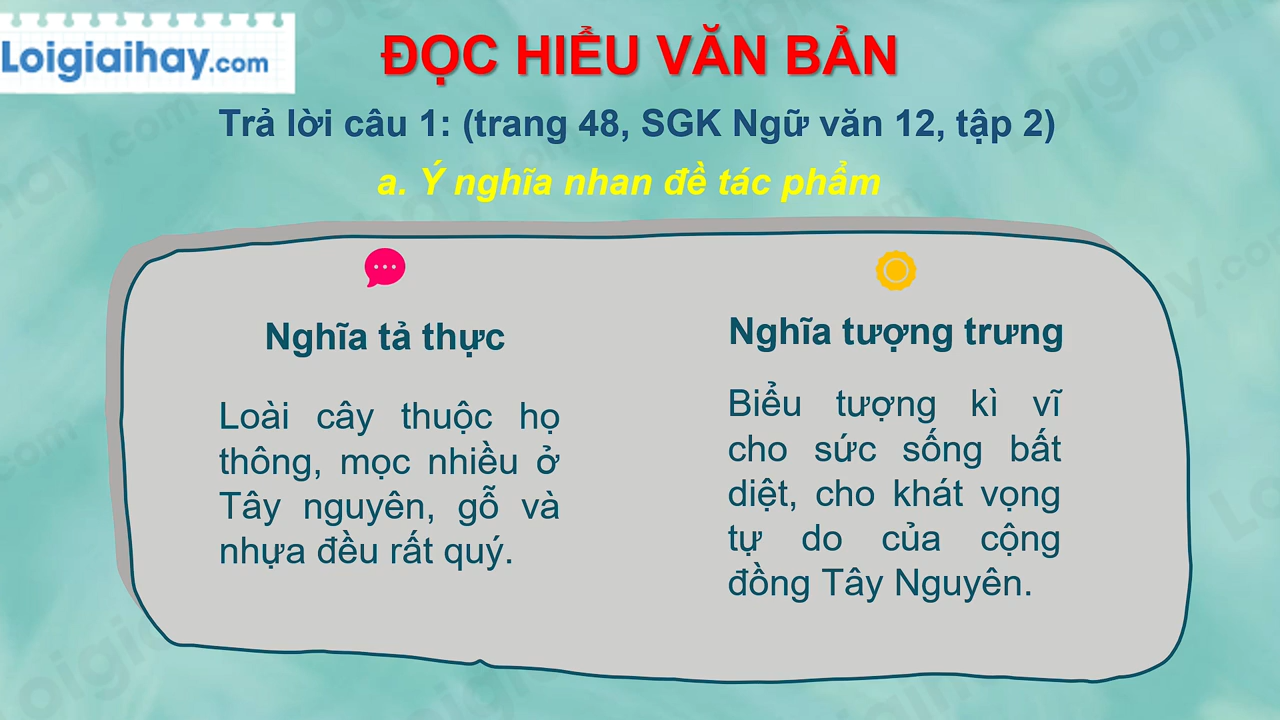 Loigiaihay.com
ĐỌC HIỂU VĂN BẢN
Trả lời câu 1: (trang 48, SGK Ngữ văn 12, tập 2)
a. Ý nghĩa nhan đề tác phẩm
Nghĩa tả thực
Loài cây thuộc họ
thông, mọc nhiều ở
Tây nguyên, gỗ và
nhựa đều rất quý.
Nghĩa tượng trưng
Biểu tượng kì vĩ
cho sức sống bất
diệt, cho khát vọng
tự do của cộng
đồng Tây Nguyên.